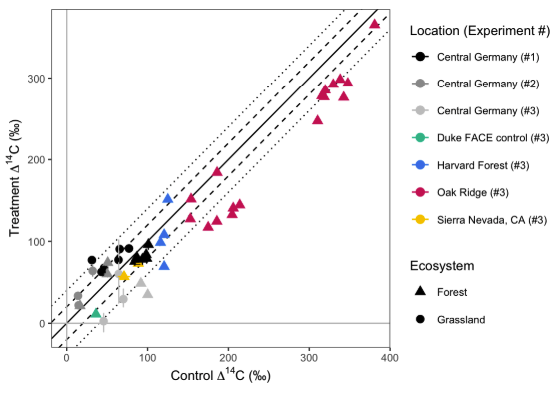 Location (Experiment #)
Central Germany (#1)
Central Germany (#2)
Central Germany (#3)
Duke FACE control (#3)
Harvard Forest (#3)
Oak Ridge (#3)
Sierra Nevada, CA (#3)
Ecosystem
Forest
Grassland
Treatment Δ¹⁴C (‰)
300
200
100
0
0 100 200 300 400
Control Δ¹⁴C (‰)